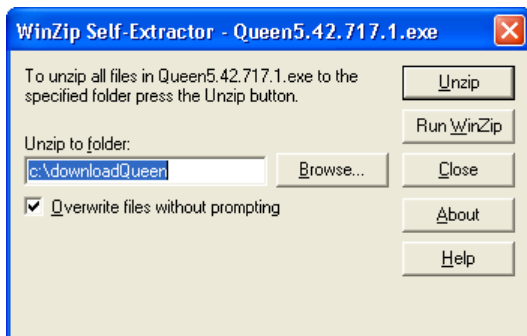 WinZip Self-Extractor - Queen5.42.717.1.exe
To unzip all files in Queen5.42.717.1.exe to the
specified folder press the Unzip button.
Unzip to folder:
c:\downloadQueen
Browse...
Overwrite files without prompting
Unzip
Run WinZip
Close
About
Help